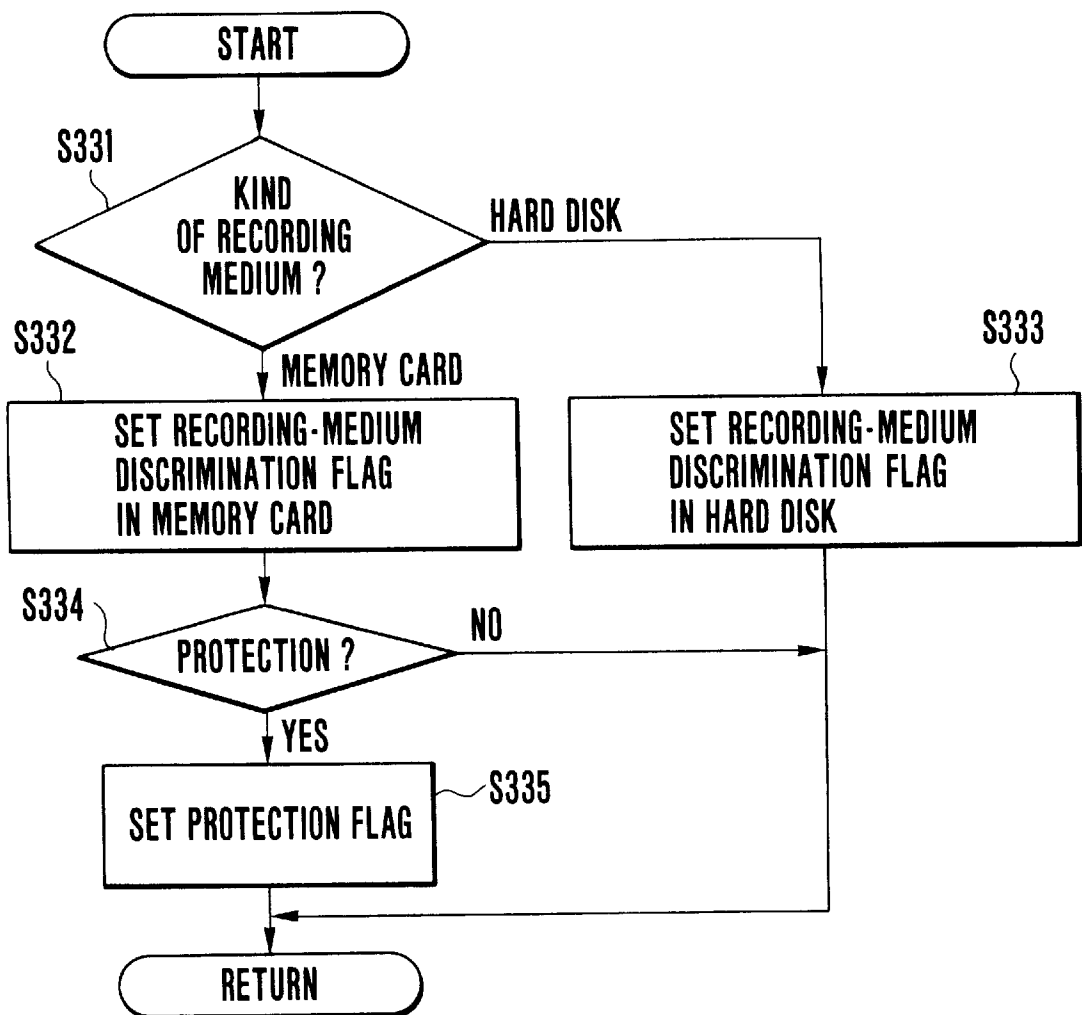 START
S331
KIND
OF RECORDING
MEDIUM ?
HARD DISK
S332
MEMORY CARD
S333
SET RECORDING-MEDIUM
DISCRIMINATION FLAG
IN MEMORY CARD
SET RECORDING-MEDIUM
DISCRIMINATION FLAG
IN HARD DISK
S334
PROTECTION ?
NO
YES
S335
SET PROTECTION FLAG
RETURN